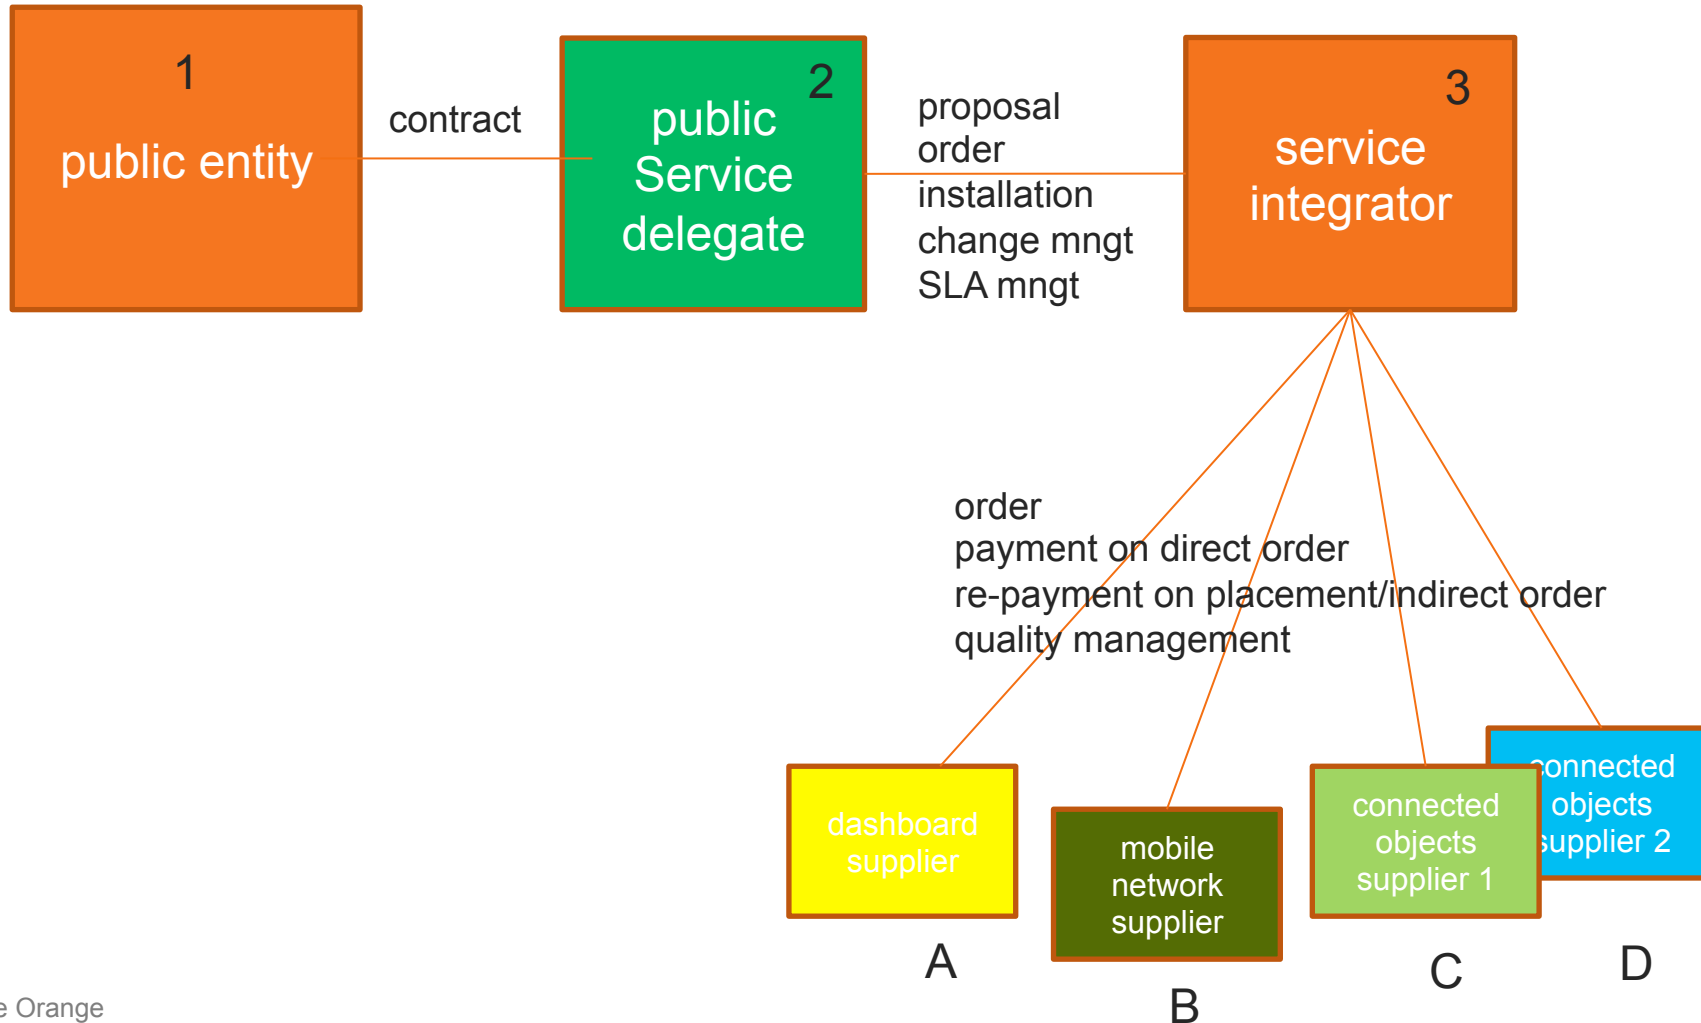 1
public entity
contract
2
public
Service
delegate
proposal
order
installation
change mngt
SLA mngt
3
service
integrator
order
payment on direct order
re-payment on placement/indirect order
quality management
dashboard
supplier
A
mobile
network
supplier
B
connected
objects
supplier 1
C
connected
objects
supplier 2
D
e Orange